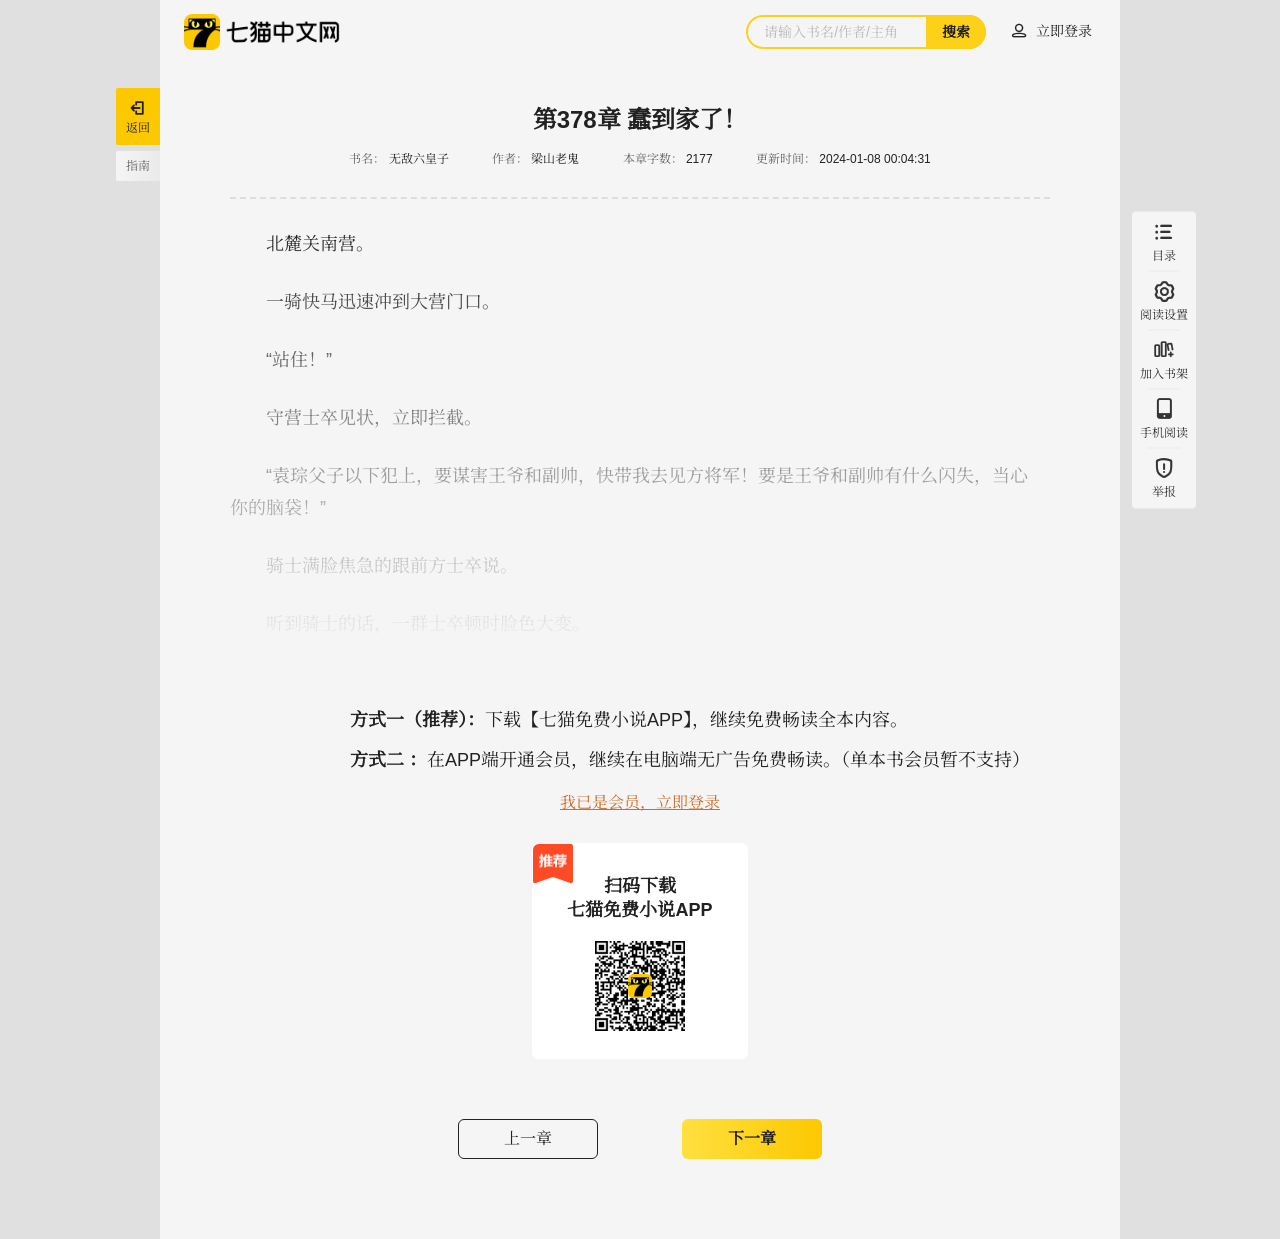 七猫中文网
请输入书名/作者/主角
搜索
立即登录
返回
指南
第378章 蠢到家了！
书名： 无敌六皇子 作者： 梁山老鬼 本章字数： 2177 更新时间： 2024-01-08 00:04:31
北麓关南营。
一骑快马迅速冲到大营门口。
“站住！”
守营士卒见状，立即拦截。
“袁琮父子以下犯上，要谋害王爷和副帅，快带我去见方将军！要是王爷和副帅有什么闪失，当心
你的脑袋！”
骑士满脸焦急的跟前方士卒说。
听到骑士的话，一群士卒顿时脸色大变。
目录
阅读设置
加入书架
手机阅读
举报
方式一（推荐）：下载【七猫免费小说APP】，继续免费畅读全本内容。
方式二 ：在APP端开通会员，继续在电脑端无广告免费畅读。（单本书会员暂不支持）
我已是会员，立即登录
推荐
扫码下载
七猫免费小说APP
上一章
下一章